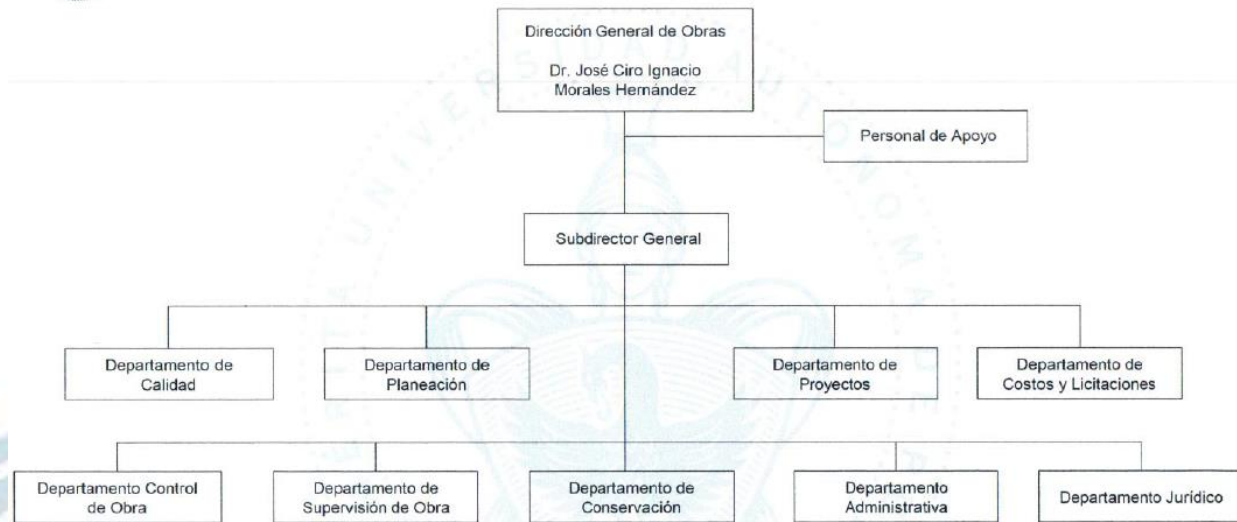 Dirección General de Obras
Dr. José Ciro Ignacio
Morales Hernández
Personal de Apoyo
Subdirector General
Departamento de
Calidad
Departamento de
Planeación
Departamento de
Proyectos
Departamento de
Costos y Licitaciones
Departamento Control
de Obra
Departamento de
Supervisión de Obra
Departamento de
Conservación
Departamento
Administrativa
Departamento Jurídico